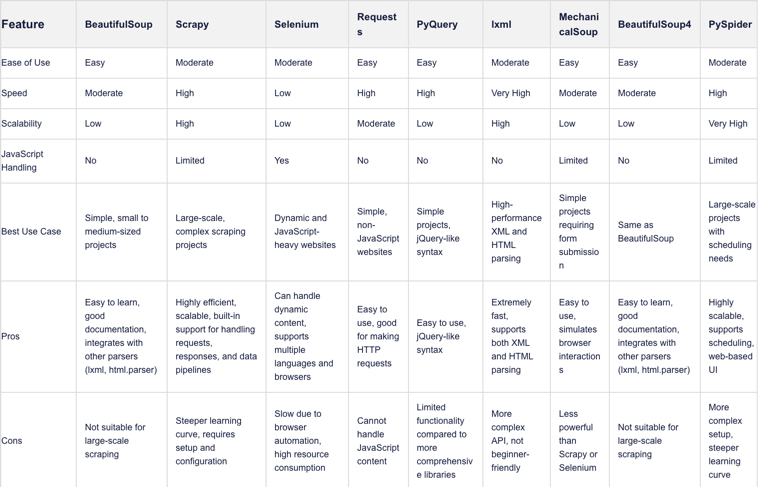 Feature BeautifulSoup Scrapy Selenium Request
s PyQuery lxml Mechani
calSoup BeautifulSoup4 PySpider
Ease of Use Easy Moderate Moderate Easy Easy Moderate Easy Easy Moderate
Speed Moderate High Low High High Very High Moderate Moderate High
Scalability Low High Low Moderate Low High Low Low Very High
JavaScript
Handling No Limited Yes No No No Limited No Limited
Best Use Case
Simple, small to
medium-sized
projects
Large-scale,
complex scraping
projects
Dynamic and
JavaScript-
heavy websites
Simple,
non-
JavaScript
websites
Simple
projects,
jQuery-like
syntax
High-
performance
XML and
HTML
parsing
Simple
projects
requiring
form
submissio
n
Same as
BeautifulSoup
Large-scale
projects
with
scheduling
needs
Pros
Easy to learn,
good
documentation,
integrates with
other parsers
(lxml, html.parser)
Highly efficient,
scalable, built-in
support for handling
requests,
responses, and data
pipelines
Can handle
dynamic
content,
supports
multiple
languages and
browsers
Easy to
use, good
for making
HTTP
requests
Easy to use,
jQuery-like
syntax
Extremely
fast,
supports
both XML
and HTML
parsing
Easy to
use,
simulates
browser
interaction
s
Easy to learn,
good
documentation,
integrates with
other parsers
(lxml, html.parser)
Highly
scalable,
supports
scheduling,
web-based
UI
Cons
Not suitable for
large-scale
scraping
Steeper learning
curve, requires
setup and
configuration
Slow due to
browser
automation,
high resource
consumption
Cannot
handle
JavaScript
content
Limited
functionality
compared to
more
comprehensiv
e libraries
More
complex
API, not
beginner-
friendly
Less
powerful
than
Scrapy or
Selenium
Not suitable for
large-scale
scraping
More
complex
setup,
steeper
learning
curve